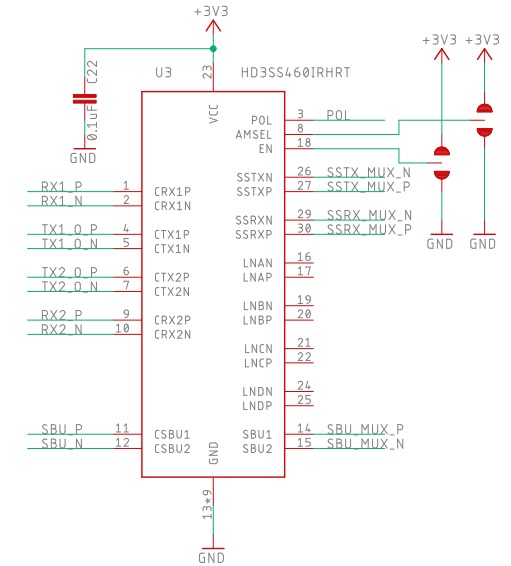 +3V3
+3V3 +3V3
C22
0.1uF
GND
U3
HD3SS460IRHRT
23
VCC
POL 3 POL
AMSEL 8
EN 18
SSTXN 26 SSTX_MUX_N
SSTXP 27 SSTX_MUX_P
RX1_P 1 CRX1P
RX1_N 2 CRX1N
SSRXN 29 SSRX_MUX_N
SSRXP 30 SSRX_MUX_P
TX1_O_P 4 CTX1P
TX1_O_N 5 CTX1N
GND GND
LNAN 16
LNAP 17
TX2_O_P 6 CTX2P
TX2_O_N 7 CTX2N
LNBN 19
LNBP 20
RX2_P 9 CRX2P
RX2_N 10 CRX2N
LNCN 21
LNCP 22
LNDN 24
LNDP 25
SBU_P 11 CSBU1 SBU1 14 SBU_MUX_P
SBU_N 12 CSBU2 SBU2 15 SBU_MUX_N
GND
13*9
GND